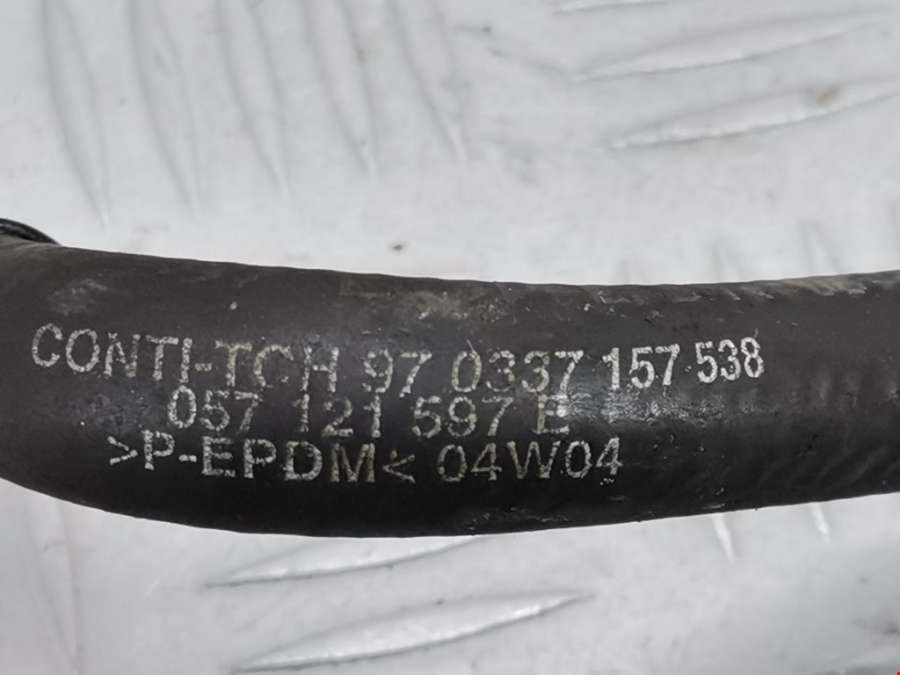 CONTI-TCH 97 0337 157 538
057 121 597 E
>P-EPDM< 04W04